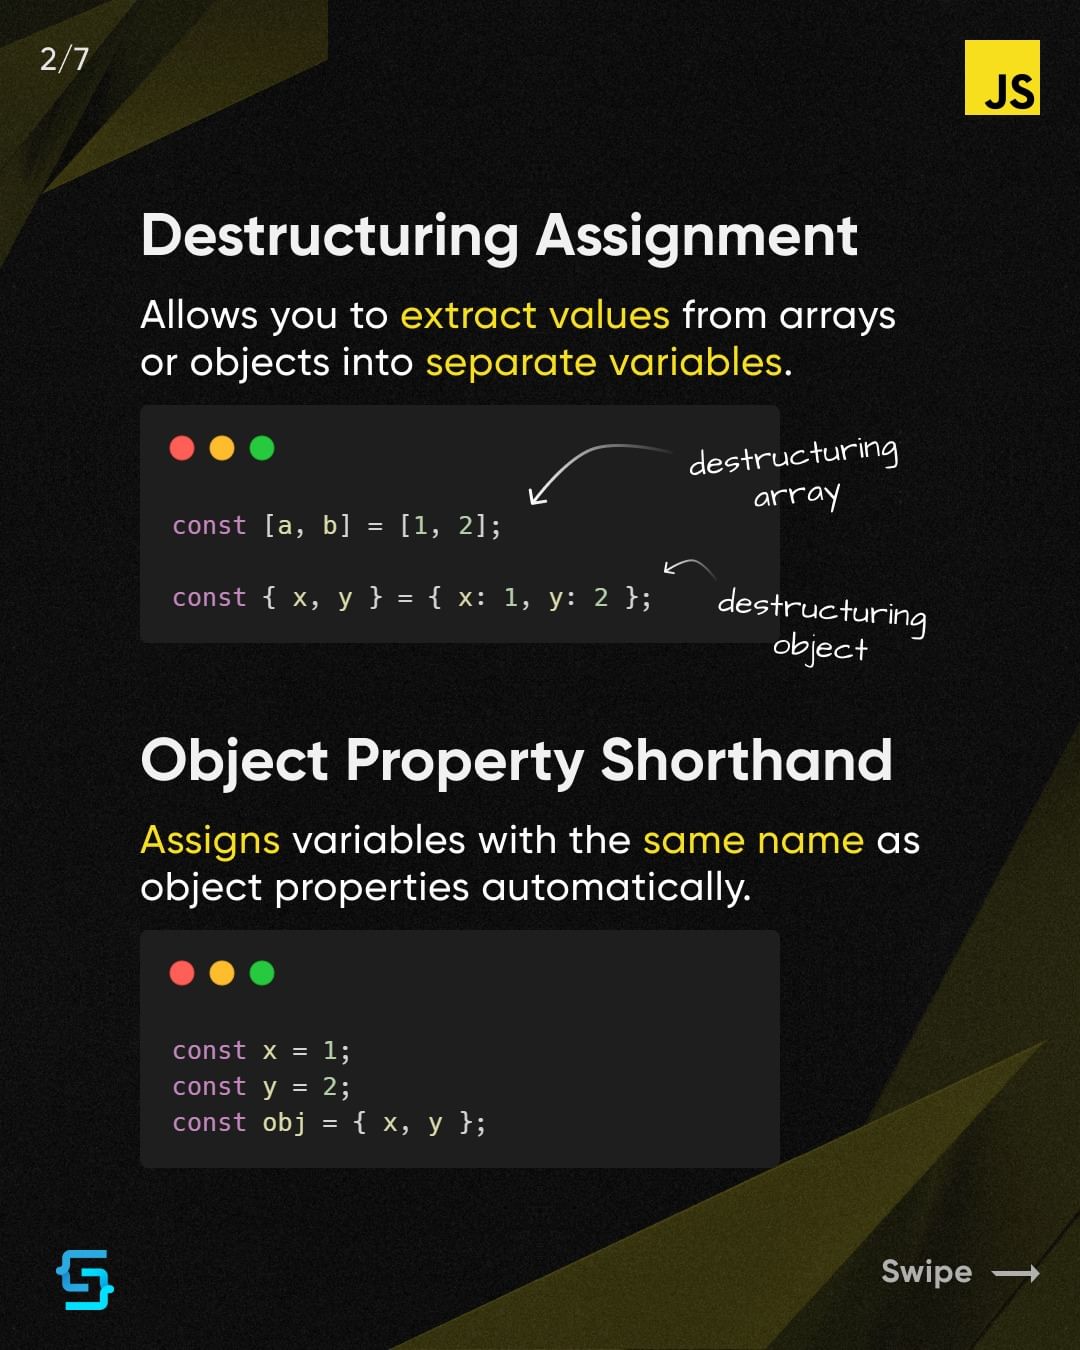 2/7
JS
Destructuring Assignment
Allows you to extract values from arrays
or objects into separate variables.
destructuring
array
const [a, b] = [1, 2];
const { x, y } = { x: 1, y: 2 };
destructuring
object
Object Property Shorthand
Assigns variables with the same name as
object properties automatically.
const x = 1;
const y = 2;
const obj = { x, y };
Swipe